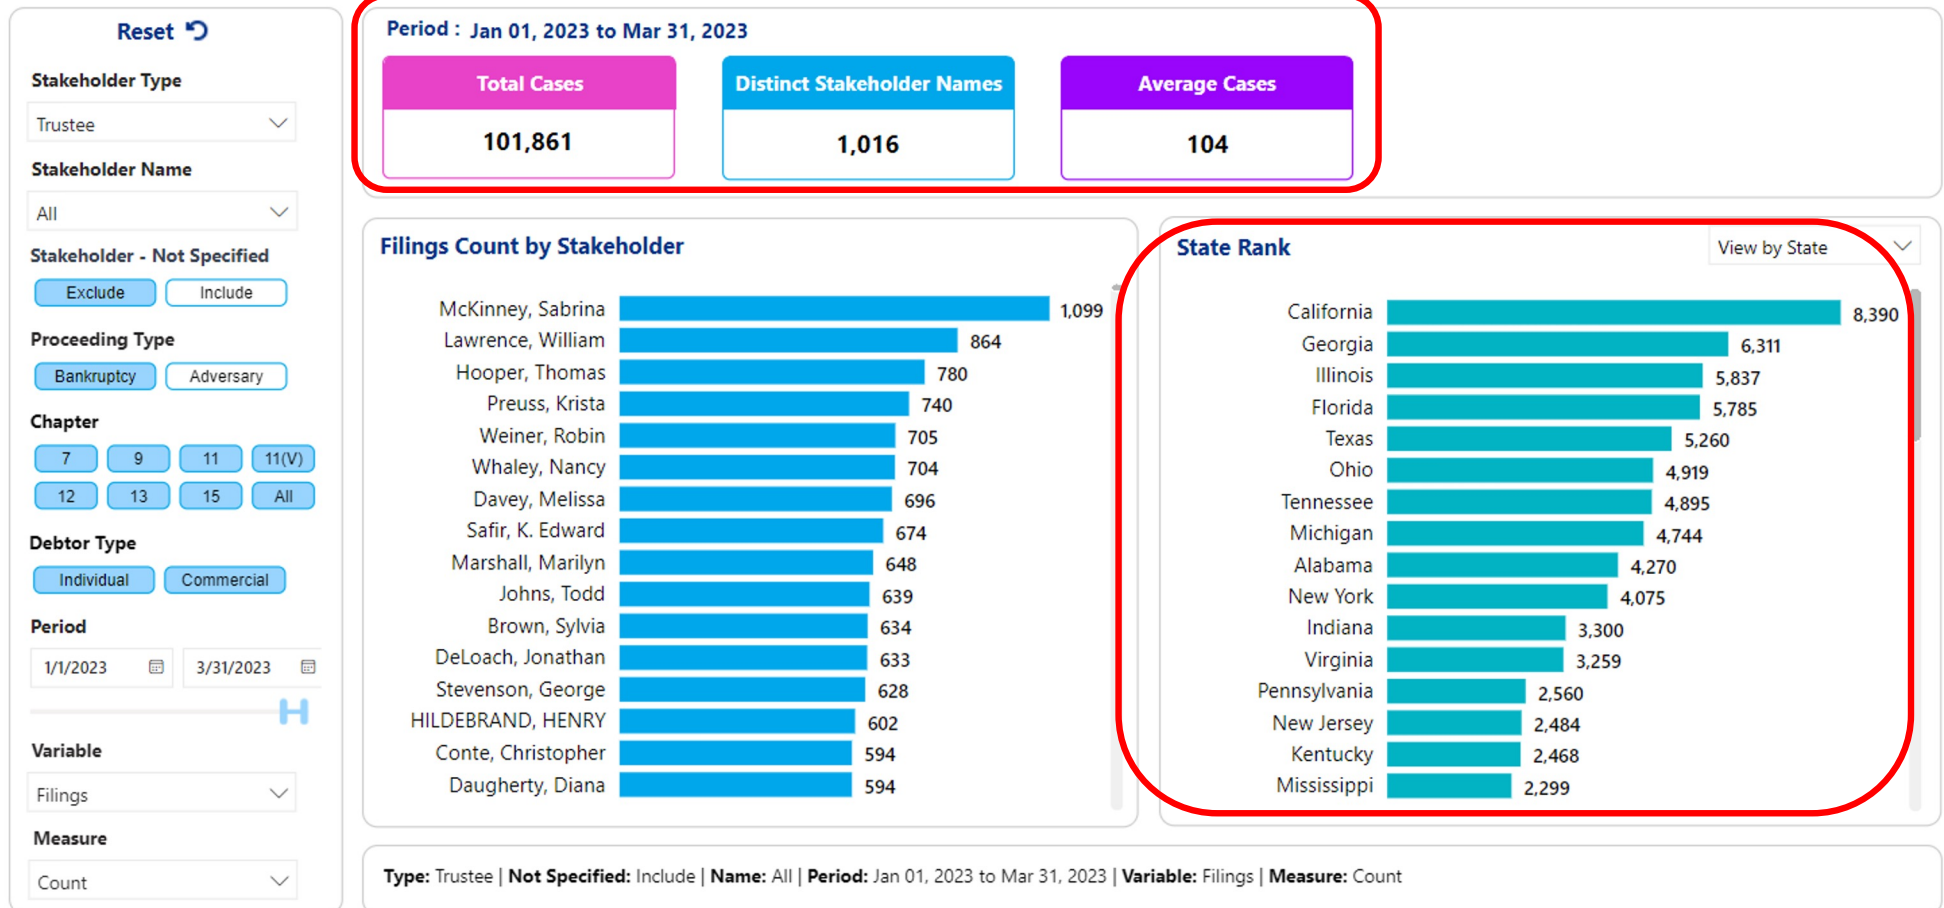 Reset
Stakeholder Type
Trustee
Stakeholder Name
All
Stakeholder - Not Specified
Exclude Include
Proceeding Type
Bankruptcy Adversary
Chapter
7 9 11 11(V)
12 13 15 All
Debtor Type
Individual Commercial
Period
1/1/2023 3/31/2023
Variable
Filings
Measure
Count
Period : Jan 01, 2023 to Mar 31, 2023
Total Cases
101,861
Distinct Stakeholder Names
1,016
Average Cases
104
Filings Count by Stakeholder
McKinney, Sabrina 1,099
Lawrence, William 864
Hooper, Thomas 780
Preuss, Krista 740
Weiner, Robin 705
Whaley, Nancy 704
Davey, Melissa 696
Safir, K. Edward 674
Marshall, Marilyn 648
Johns, Todd 639
Brown, Sylvia 634
DeLoach, Jonathan 633
Stevenson, George 628
HILDEBRAND, HENRY 602
Conte, Christopher 594
Daugherty, Diana 594
State Rank
View by State
California 8,390
Georgia 6,311
Illinois 5,837
Florida 5,785
Texas 5,260
Ohio 4,919
Tennessee 4,895
Michigan 4,744
Alabama 4,270
New York 4,075
Indiana 3,300
Virginia 3,259
Pennsylvania 2,560
New Jersey 2,484
Kentucky 2,468
Mississippi 2,299
Type: Trustee | Not Specified: Include | Name: All | Period: Jan 01, 2023 to Mar 31, 2023 | Variable: Filings | Measure: Count